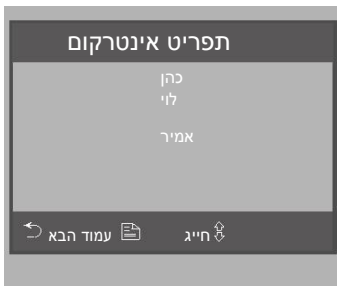 תפריט אינטרקום
כהן
לוי
אמיר
חייג עמוד הבא